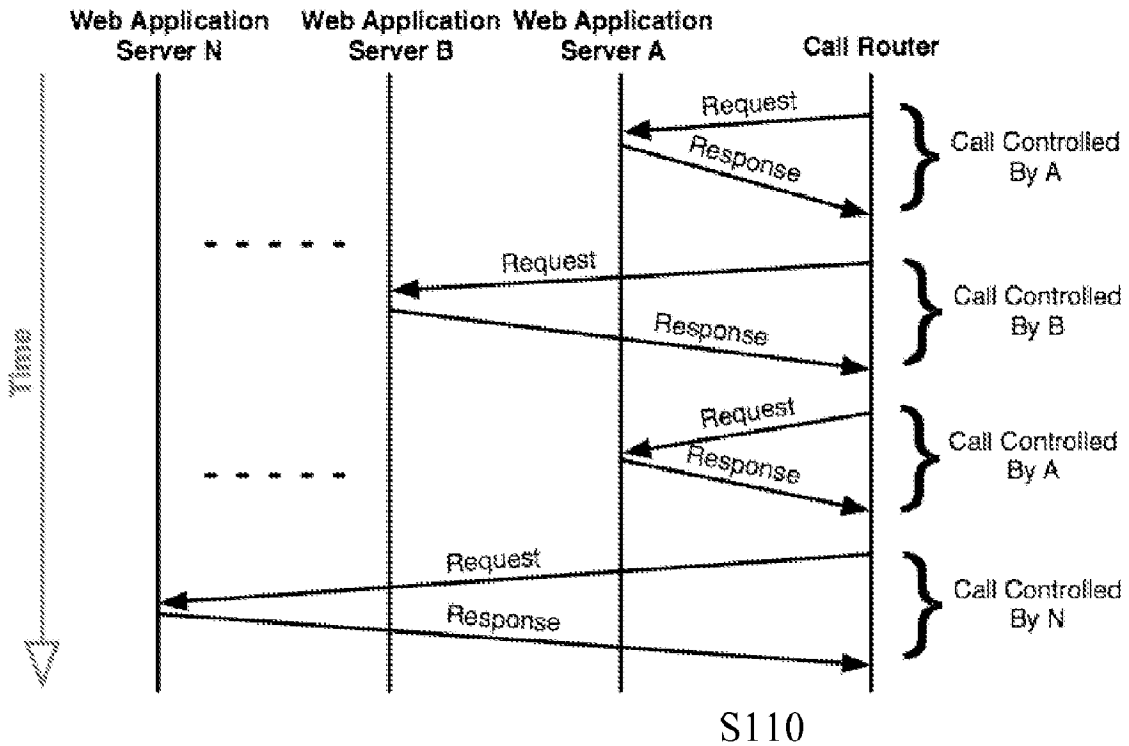 Web Application
Server N
Web Application
Server B
Web Application
Server A
Call Router
Request
Response
Call Controlled
By A
Request
Response
Call Controlled
By B
Time
Request
Response
Call Controlled
By A
Request
Response
Call Controlled
By N
S110